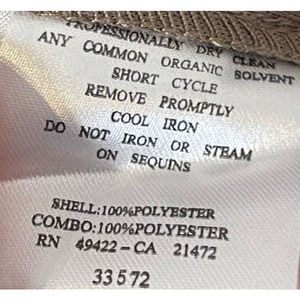 PROFESSIONALLY DRY CLEAN
ANY COMMON ORGANIC SOLVENT
SHORT CYCLE
REMOVE PROMPTLY
COOL IRON
DO NOT IRON OR STEAM
ON SEQUINS
SHELL:100%POLYESTER
COMBO:100%POLYESTER
RN 49422-CA 21472
33572